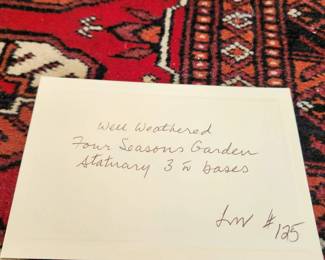 Well Weathered
Four Seasons Garden
Statuary 3 w̄ bases
$125